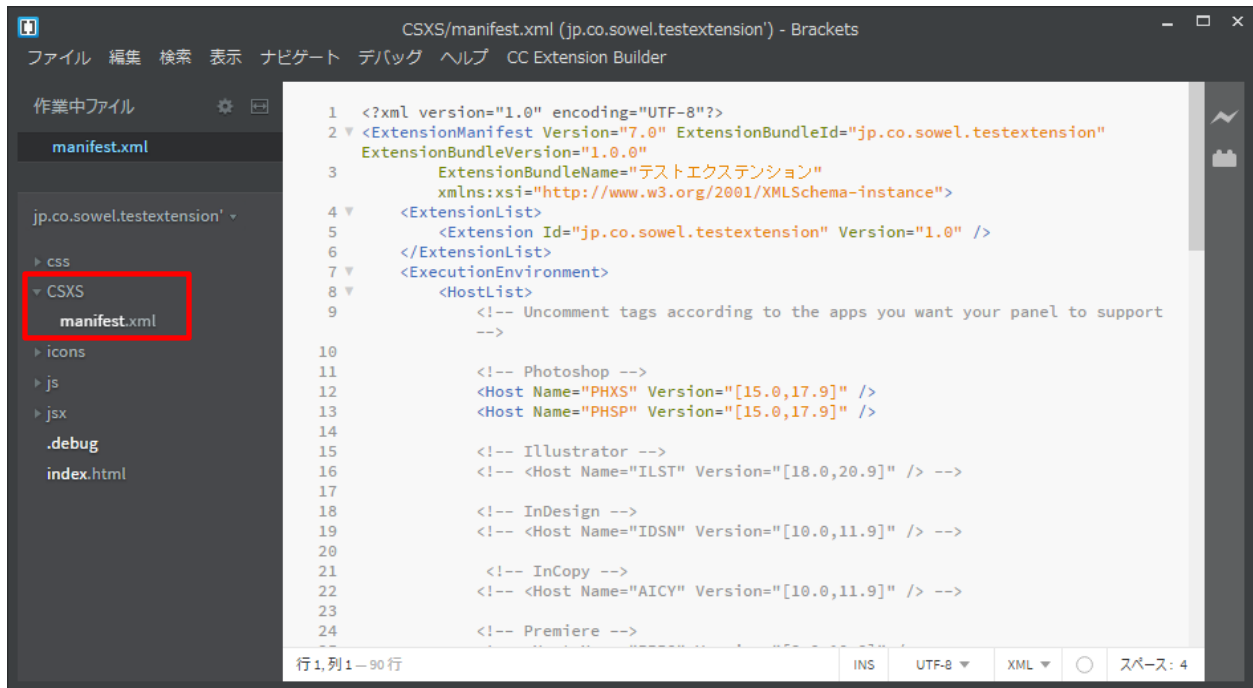 CSXS/manifest.xml (jp.co.sowel.testextension') - Brackets
ファイル 編集 検索 表示 ナビゲート デバッグ ヘルプ CC Extension Builder
作業中ファイル
manifest.xml
jp.co.sowel.testextension'
css
CSXS
manifest.xml
icons
js
jsx
.debug
index.html
1 <?xml version="1.0" encoding="UTF-8"?>
2 <ExtensionManifest Version="7.0" ExtensionBundleId="jp.co.sowel.testextension"
ExtensionBundleVersion="1.0.0"
3 ExtensionBundleName="テストエクステンション"
xmlns:xsi="http://www.w3.org/2001/XMLSchema-instance">
4 <ExtensionList>
5 <Extension Id="jp.co.sowel.testextension" Version="1.0" />
6 </ExtensionList>
7 <ExecutionEnvironment>
8 <HostList>
9 <!-- Uncomment tags according to the apps you want your panel to support
-->
10
11 <!-- Photoshop -->
12 <Host Name="PHXS" Version="[15.0,17.9]" />
13 <Host Name="PHSP" Version="[15.0,17.9]" />
14
15 <!-- Illustrator -->
16 <!-- <Host Name="ILST" Version="[18.0,20.9]" /> -->
17
18 <!-- InDesign -->
19 <!-- <Host Name="IDSN" Version="[10.0,11.9]" /> -->
20
21 <!-- InCopy -->
22 <!-- <Host Name="AICY" Version="[10.0,11.9]" /> -->
23
24 <!-- Premiere -->
行 1, 列 1 — 90 行 INS UTF-8 XML スペース: 4